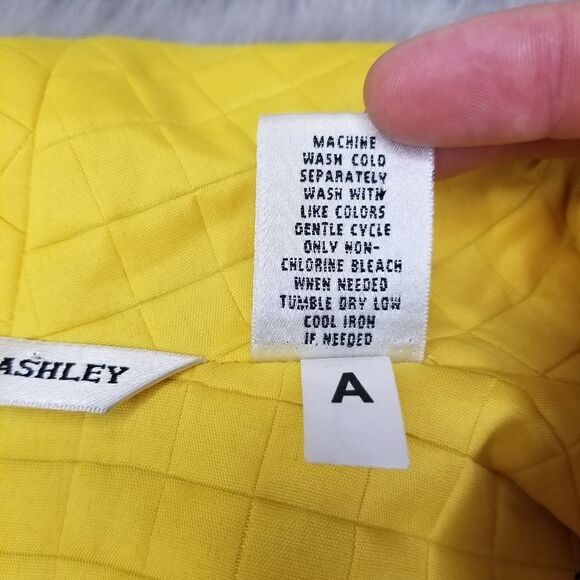 MACHINE
WASH COLD
SEPARATELY
WASH WITH
LIKE COLORS
GENTLE CYCLE
ONLY NON-
CHLORINE BLEACH
WHEN NEEDED
TUMBLE DRY LOW
COOL IRON
IF NEEDED
ASHLEY
A